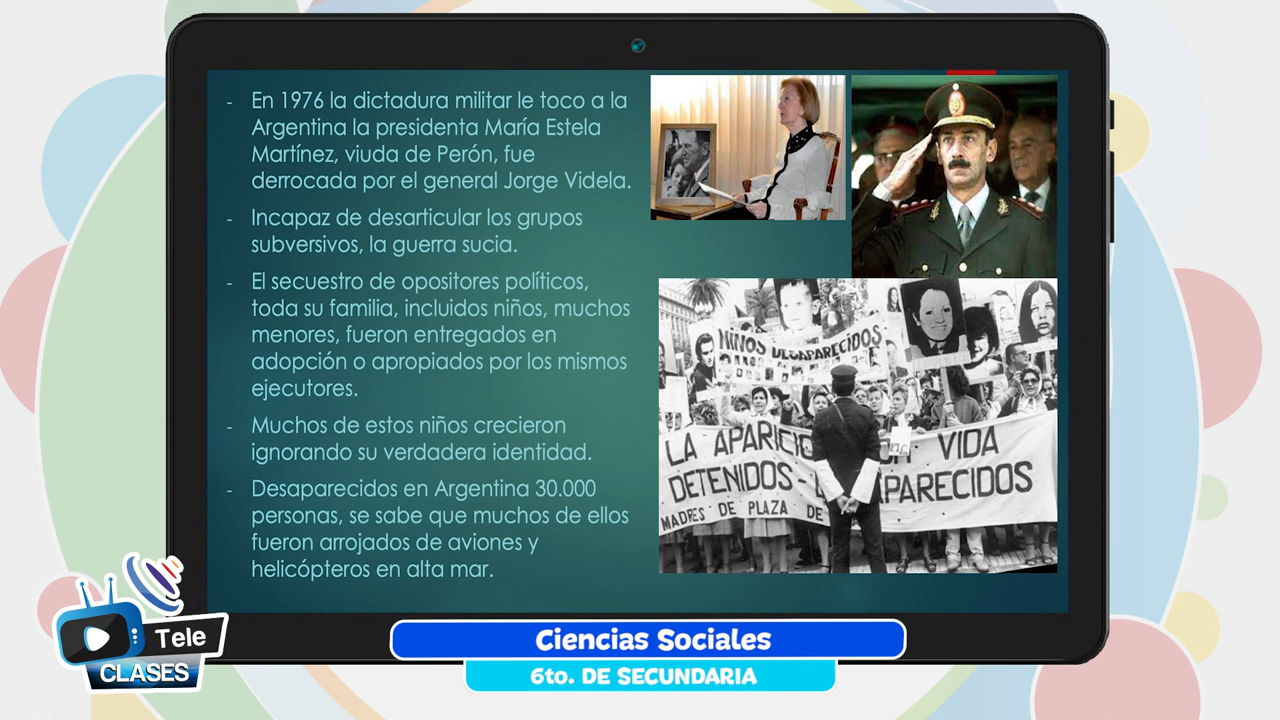 - En 1976 la dictadura militar le toco a la
Argentina la presidenta María Estela
Martínez, viuda de Perón, fue
derrocada por el general Jorge Videla.
- Incapaz de desarticular los grupos
subversivos, la guerra sucia.
- El secuestro de opositores políticos,
toda su familia, incluidos niños, muchos
menores, fueron entregados en
adopción o apropiados por los mismos
ejecutores.
- Muchos de estos niños crecieron
ignorando su verdadera identidad.
- Desaparecidos en Argentina 30.000
personas, se sabe que muchos de ellos
fueron arrojados de aviones y
helicópteros en alta mar.
NIÑOS DESAPARECIDOS
LA VIDA
DETENIDOS -
MADRES DE PLAZA DE
Tele
CLASES
Ciencias Sociales
6to. DE SECUNDARIA